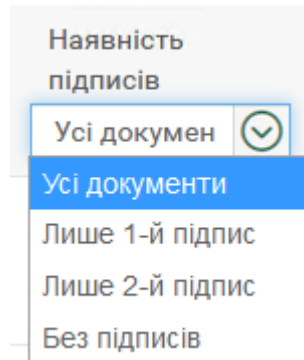 Наявність
підписів
Усі докумен
Усі документи
Лише 1-й підпис
Лише 2-й підпис
Без підписів